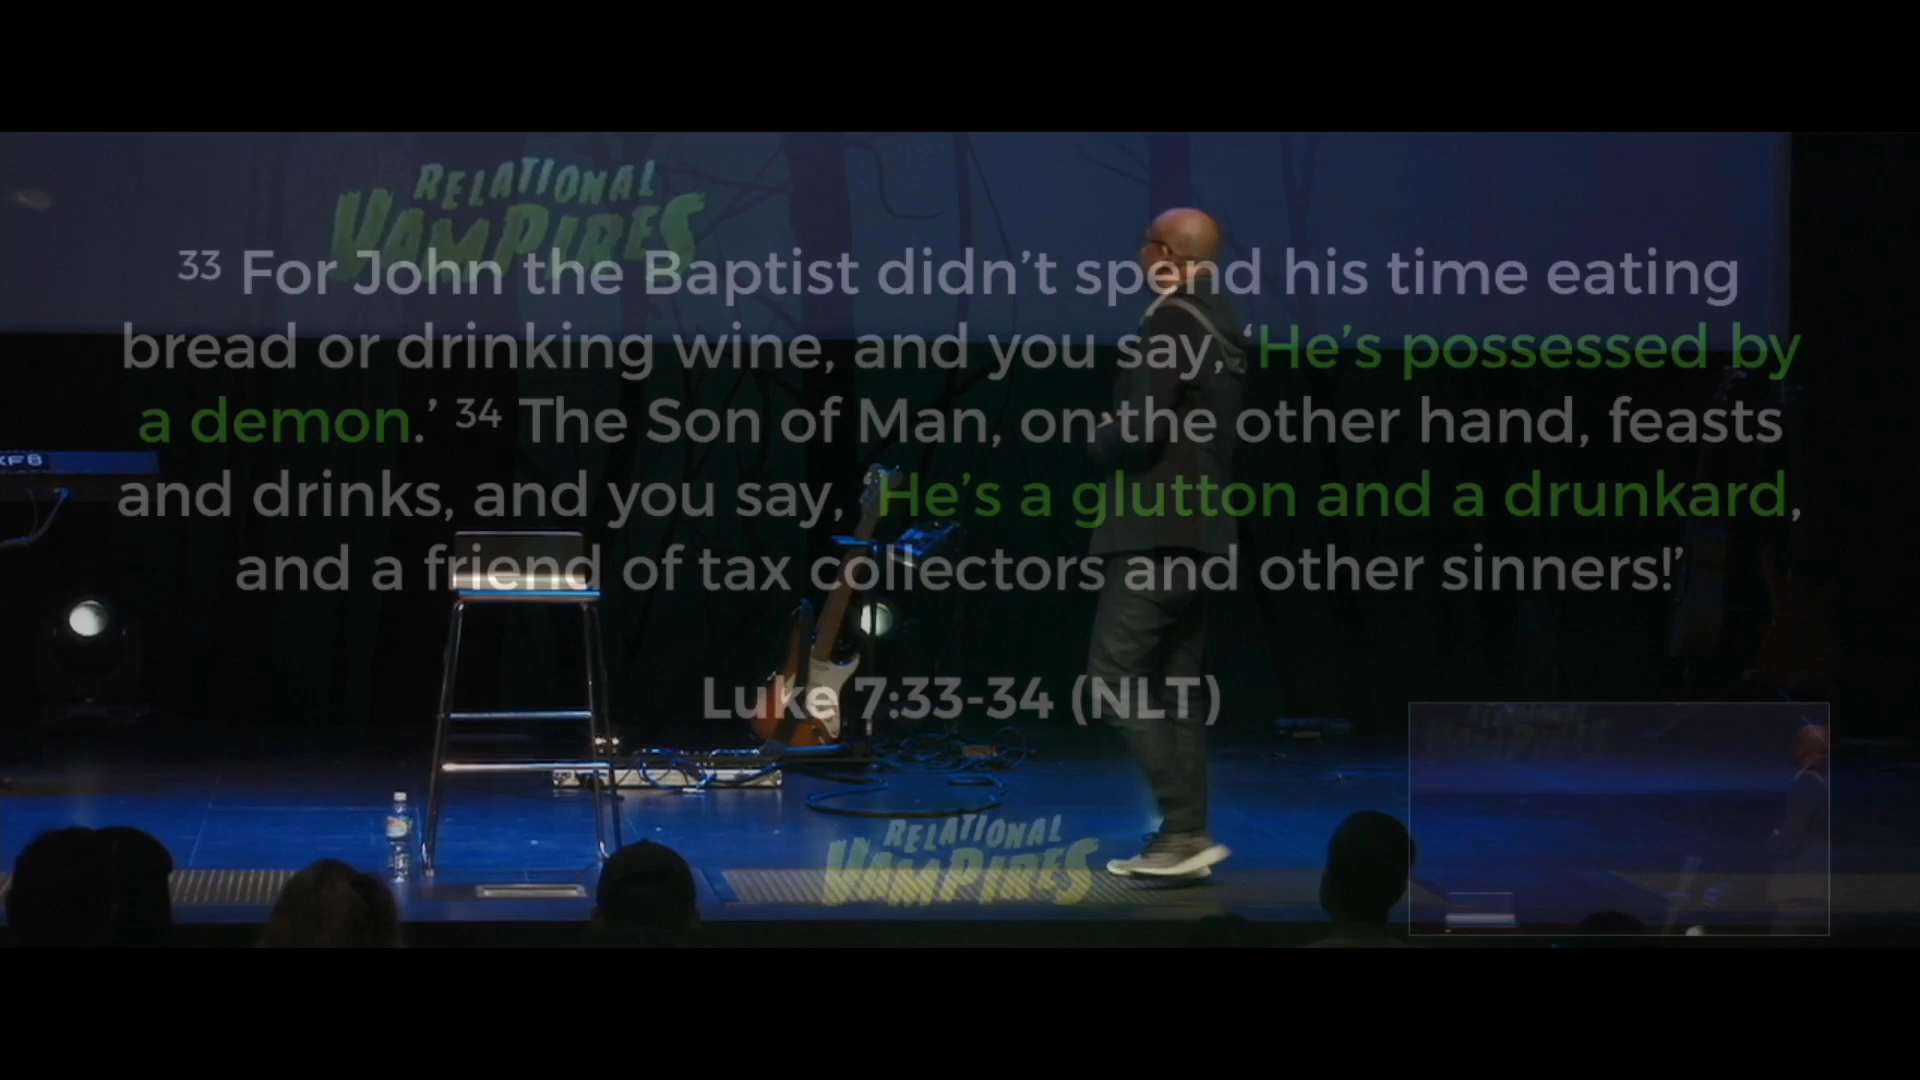 RELATIONAL
VAMPIRES
33 For John the Baptist didn’t spend his time eating
bread or drinking wine, and you say, ‘He’s possessed by
a demon.’ 34 The Son of Man, on the other hand, feasts
and drinks, and you say, ‘He’s a glutton and a drunkard,
and a friend of tax collectors and other sinners!’
XF8
Luke 7:33-34 (NLT)
RELATIONAL
VAMPIRES
VAMPIRES